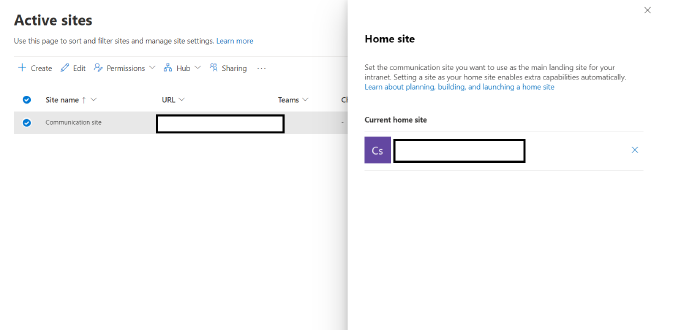 Active sites
Use this page to sort and filter sites and manage site settings. Learn more
Create Edit Permissions Hub Sharing ...
Site name ↑ URL Teams Ch
Communication site -
Home site
Set the communication site you want to use as the main landing site for your
intranet. Setting a site as your home site enables extra capabilities automatically.
Learn about planning, building, and launching a home site
Current home site
Cs